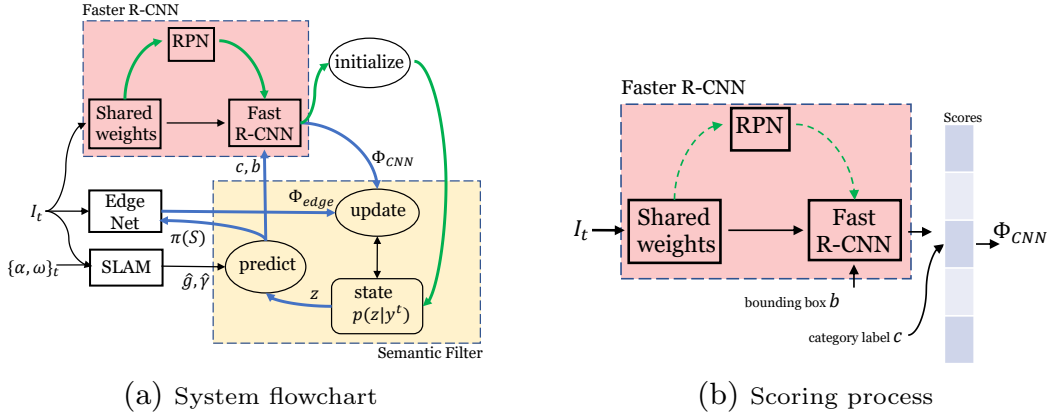 Faster R-CNN
RPN
initialize
Shared
weights
Fast
R-CNN
c, b
Φ_CNN
I_t
Edge
Net
Φ_edge
update
π(S)
{α, ω}_t
SLAM
ĝ, γ̂
predict
z
state
p(z|y^t)
Semantic Filter
(a) System flowchart
Faster R-CNN
Scores
RPN
I_t
Shared
weights
Fast
R-CNN
Φ_CNN
bounding box b
category label c
(b) Scoring process